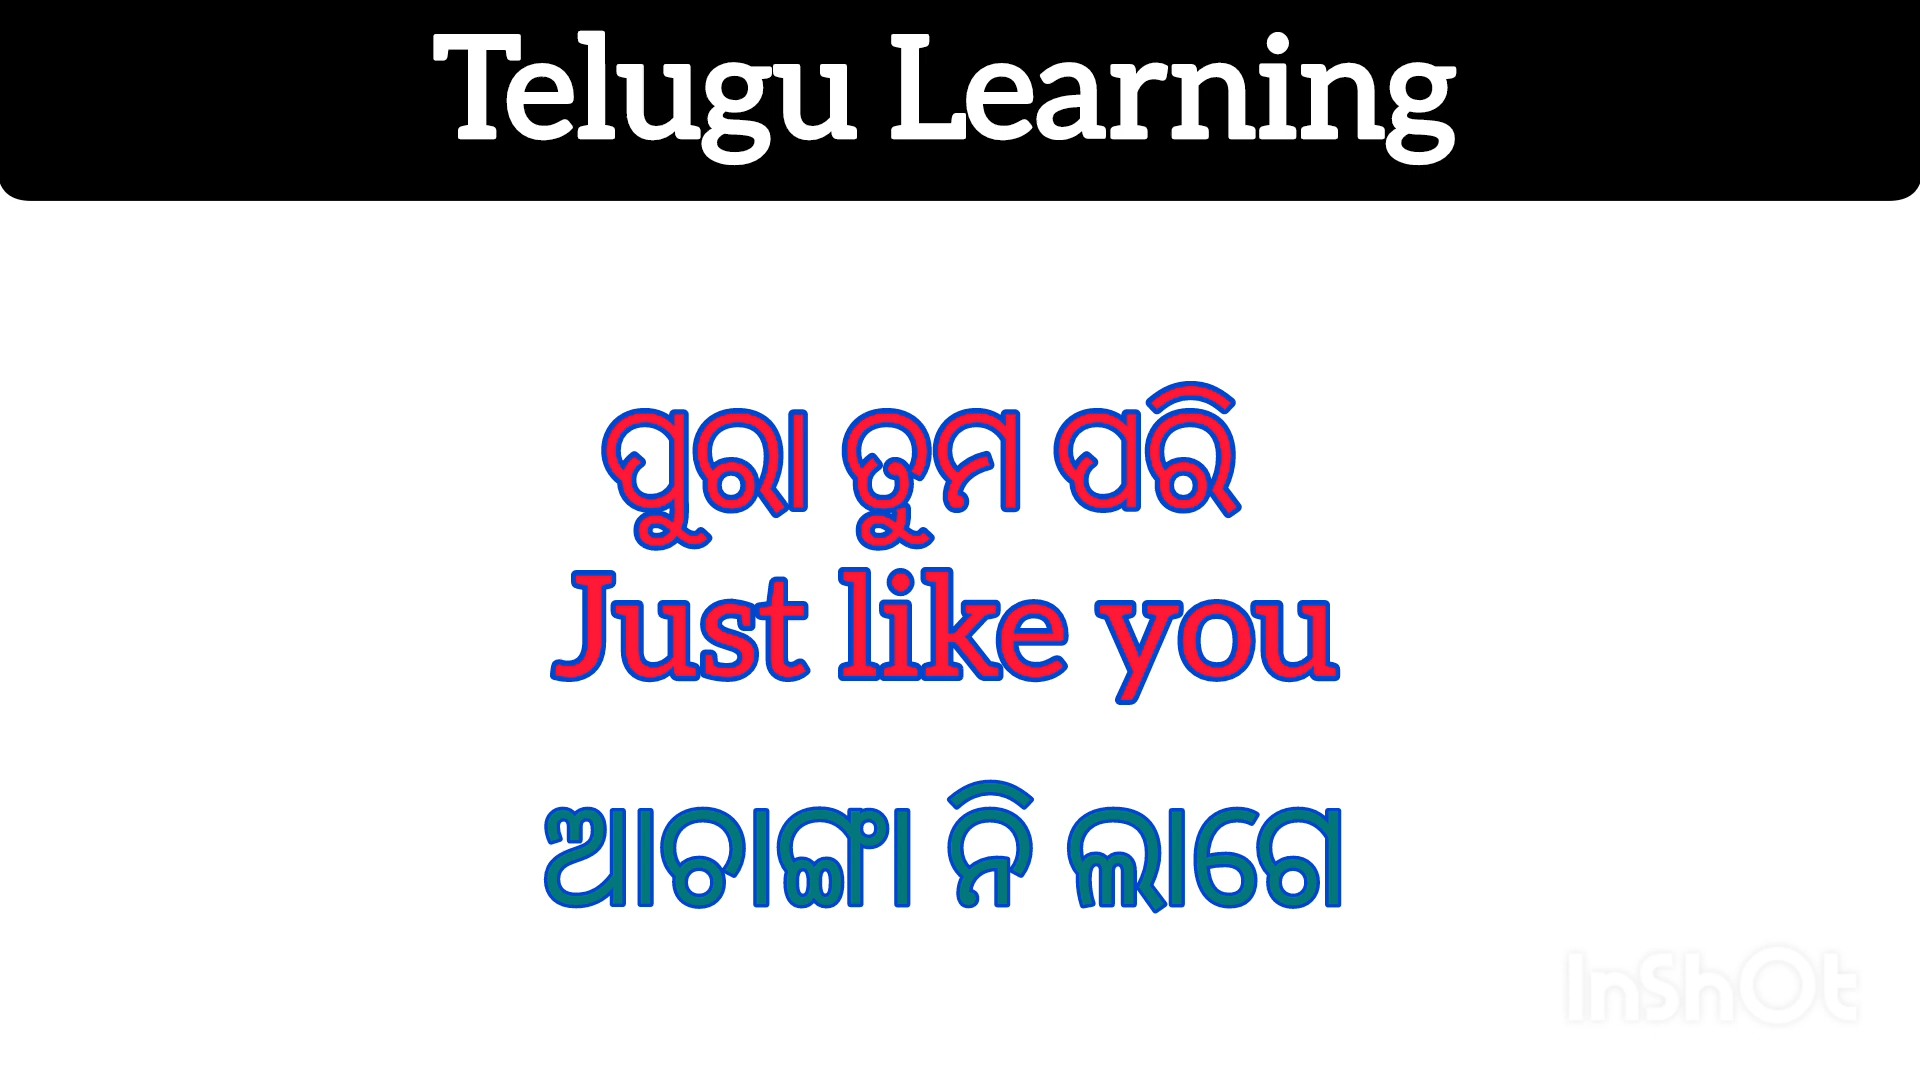 Telugu Learning
ପୁରା ତୁମ ପରି
Just like you
ଆଚାଙ୍ଗା ନି ଲାଗେ
InShOt